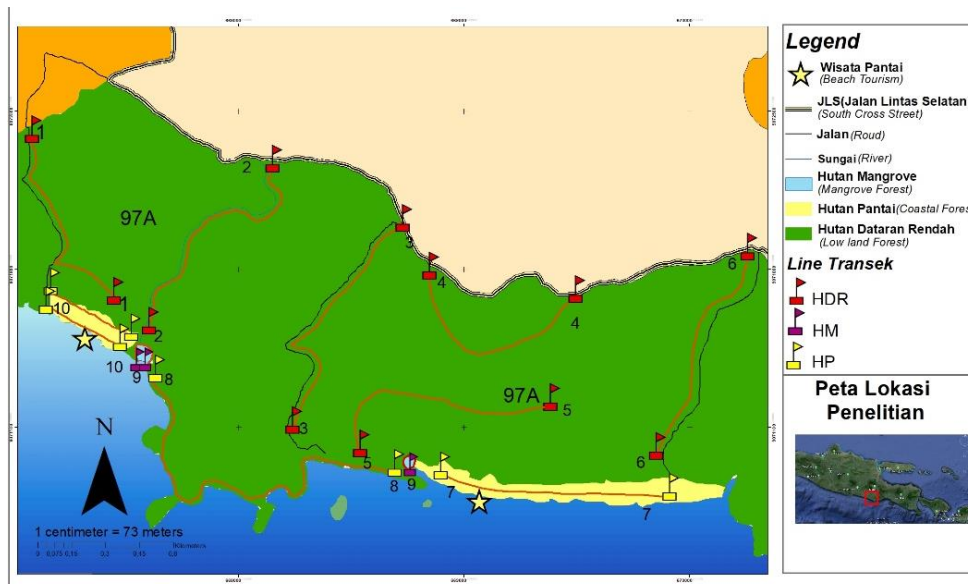 Legend
Wisata Pantai
(Beach Tourism)
JLS(Jalan Lintas Selatan
(South Cross Street)
Jalan (Roud)
Sungai (River)
Hutan Mangrove
(Mangrove Forest)
Hutan Pantai(Coastal Fores
Hutan Dataran Rendah
(Low land Forest)
Line Transek
HDR
HM
HP
Peta Lokasi
Penelitian
1
2
97A
3
4
4
6
1
10
2
10
9
8
97A
5
3
5
8
9
7
6
7
N
1 centimeter = 73 meters